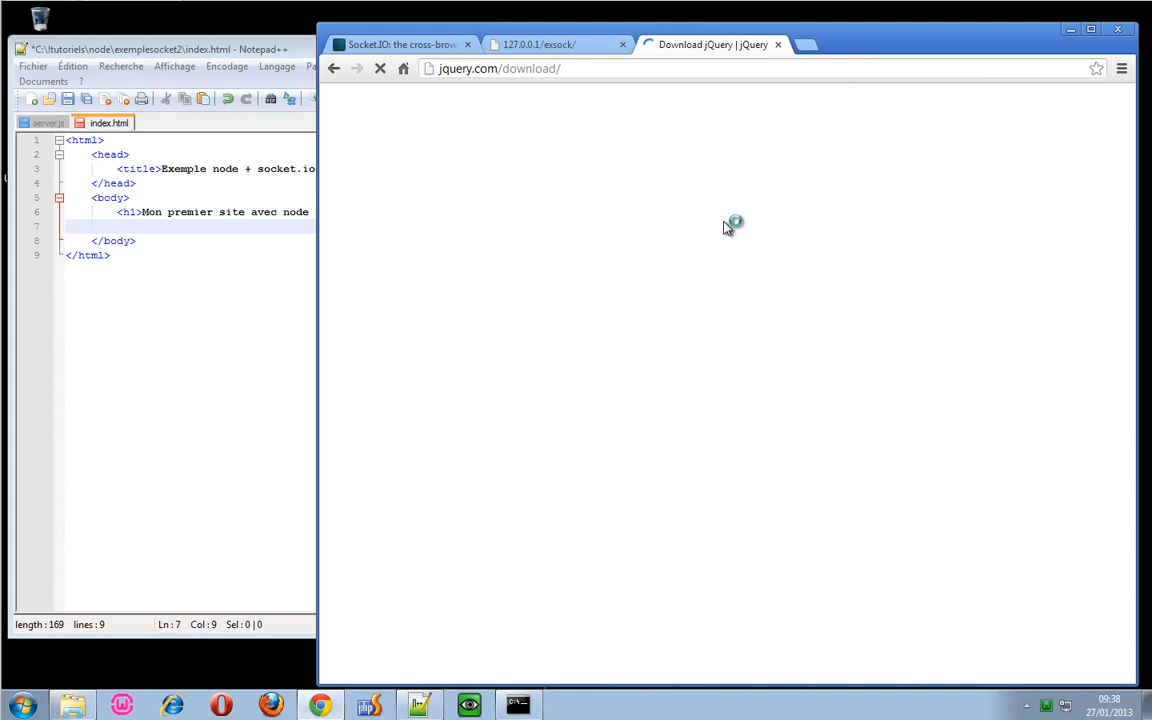 *C:\!tutoriels\node\exemplesocket2\index.html - Notepad++
Fichier Édition Recherche Affichage Encodage Langage Pa
Documents ?
server.js index.html
1 <html>
2 <head>
3 <title>Exemple node + socket.io
4 </head>
5 <body>
6 <h1>Mon premier site avec node
7
8 </body>
9 </html>
length : 169 lines : 9 Ln : 7 Col : 9 Sel : 0 | 0
Socket.IO: the cross-brow
127.0.0.1/exsock/
Download jQuery | jQuery
jquery.com/download/
09:38
27/01/2013